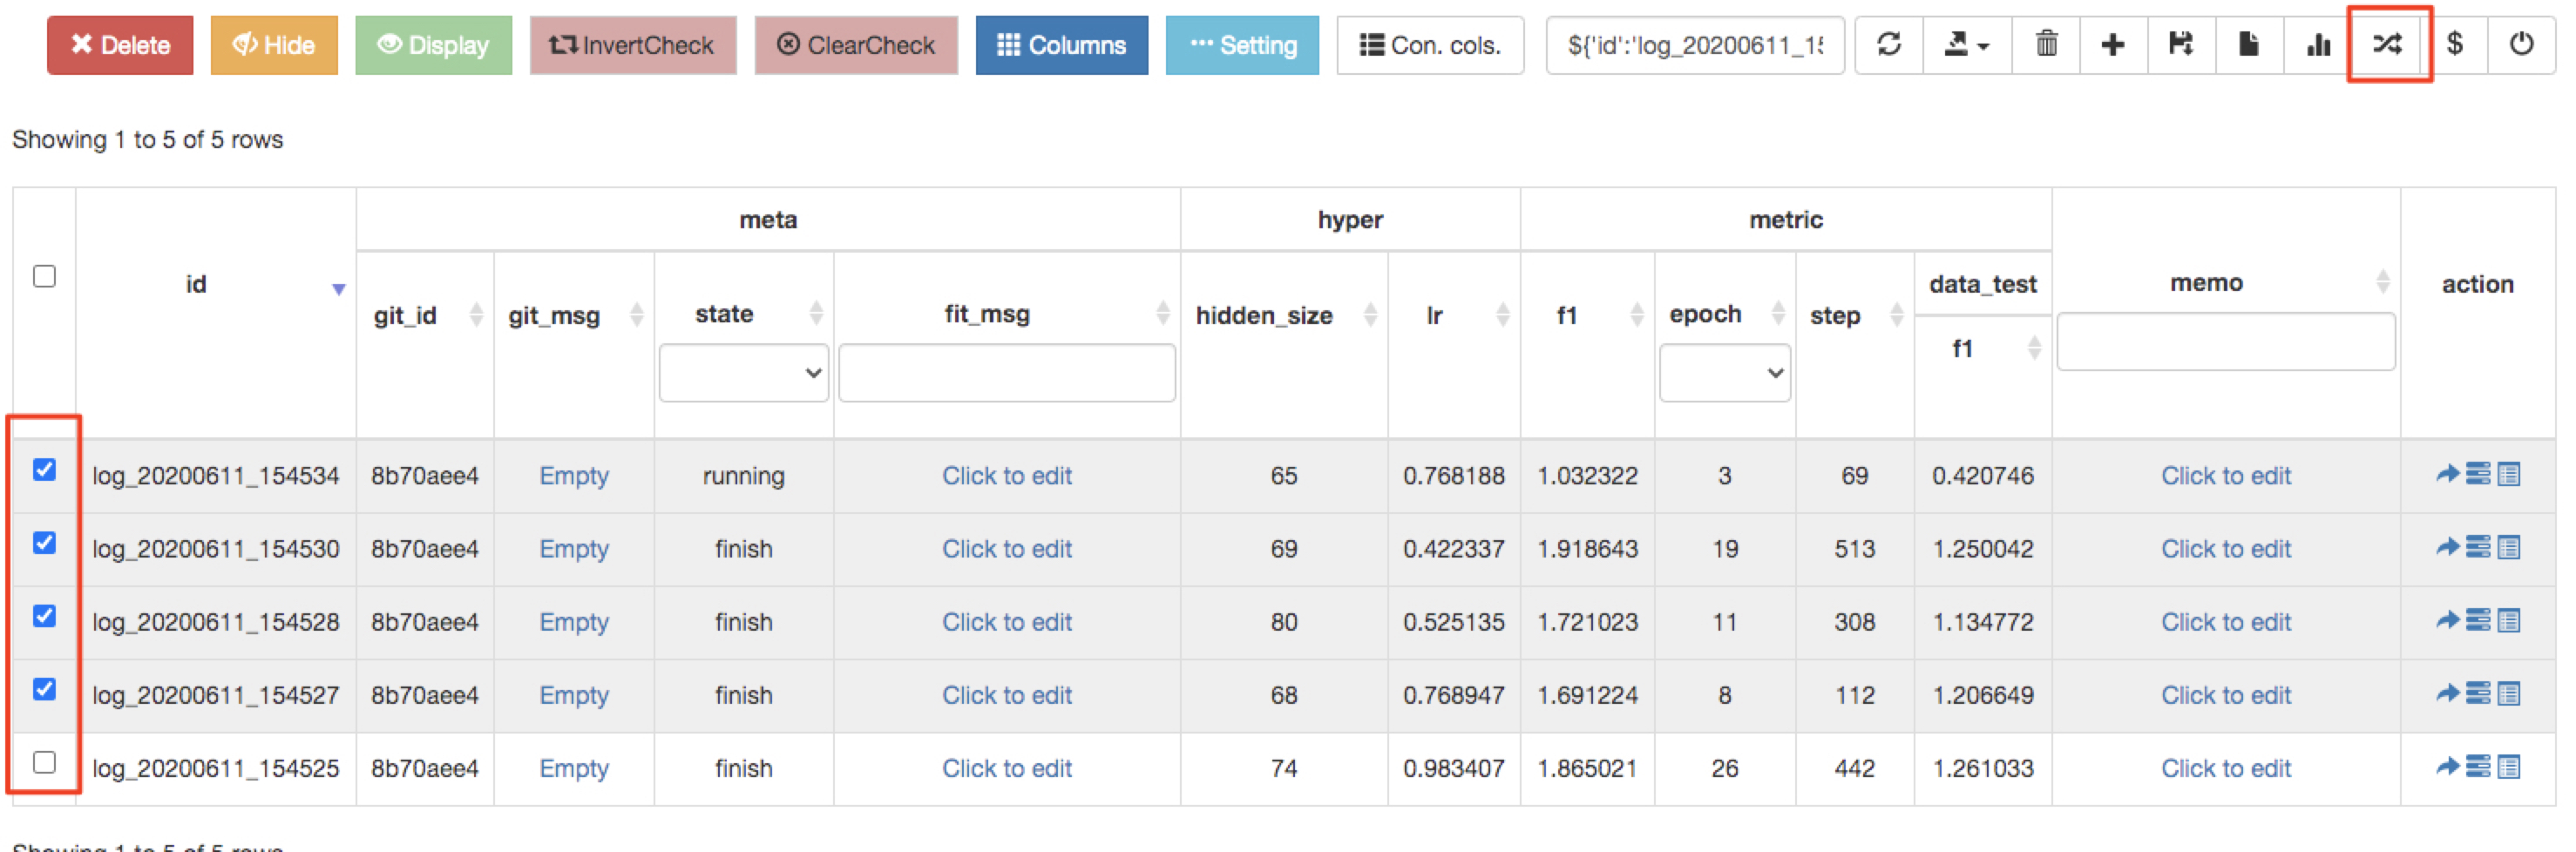 Delete Hide Display InvertCheck ClearCheck Columns Setting Con. cols. ${'id':'log_20200611_15 $
Showing 1 to 5 of 5 rows
meta hyper metric
id data_test memo action
git_id git_msg state fit_msg hidden_size lr f1 epoch step
f1
log_20200611_154534 8b70aee4 Empty running Click to edit 65 0.768188 1.032322 3 69 0.420746 Click to edit
log_20200611_154530 8b70aee4 Empty finish Click to edit 69 0.422337 1.918643 19 513 1.250042 Click to edit
log_20200611_154528 8b70aee4 Empty finish Click to edit 80 0.525135 1.721023 11 308 1.134772 Click to edit
log_20200611_154527 8b70aee4 Empty finish Click to edit 68 0.768947 1.691224 8 112 1.206649 Click to edit
log_20200611_154525 8b70aee4 Empty finish Click to edit 74 0.983407 1.865021 26 442 1.261033 Click to edit
Showing 1 to 5 of 5 rows